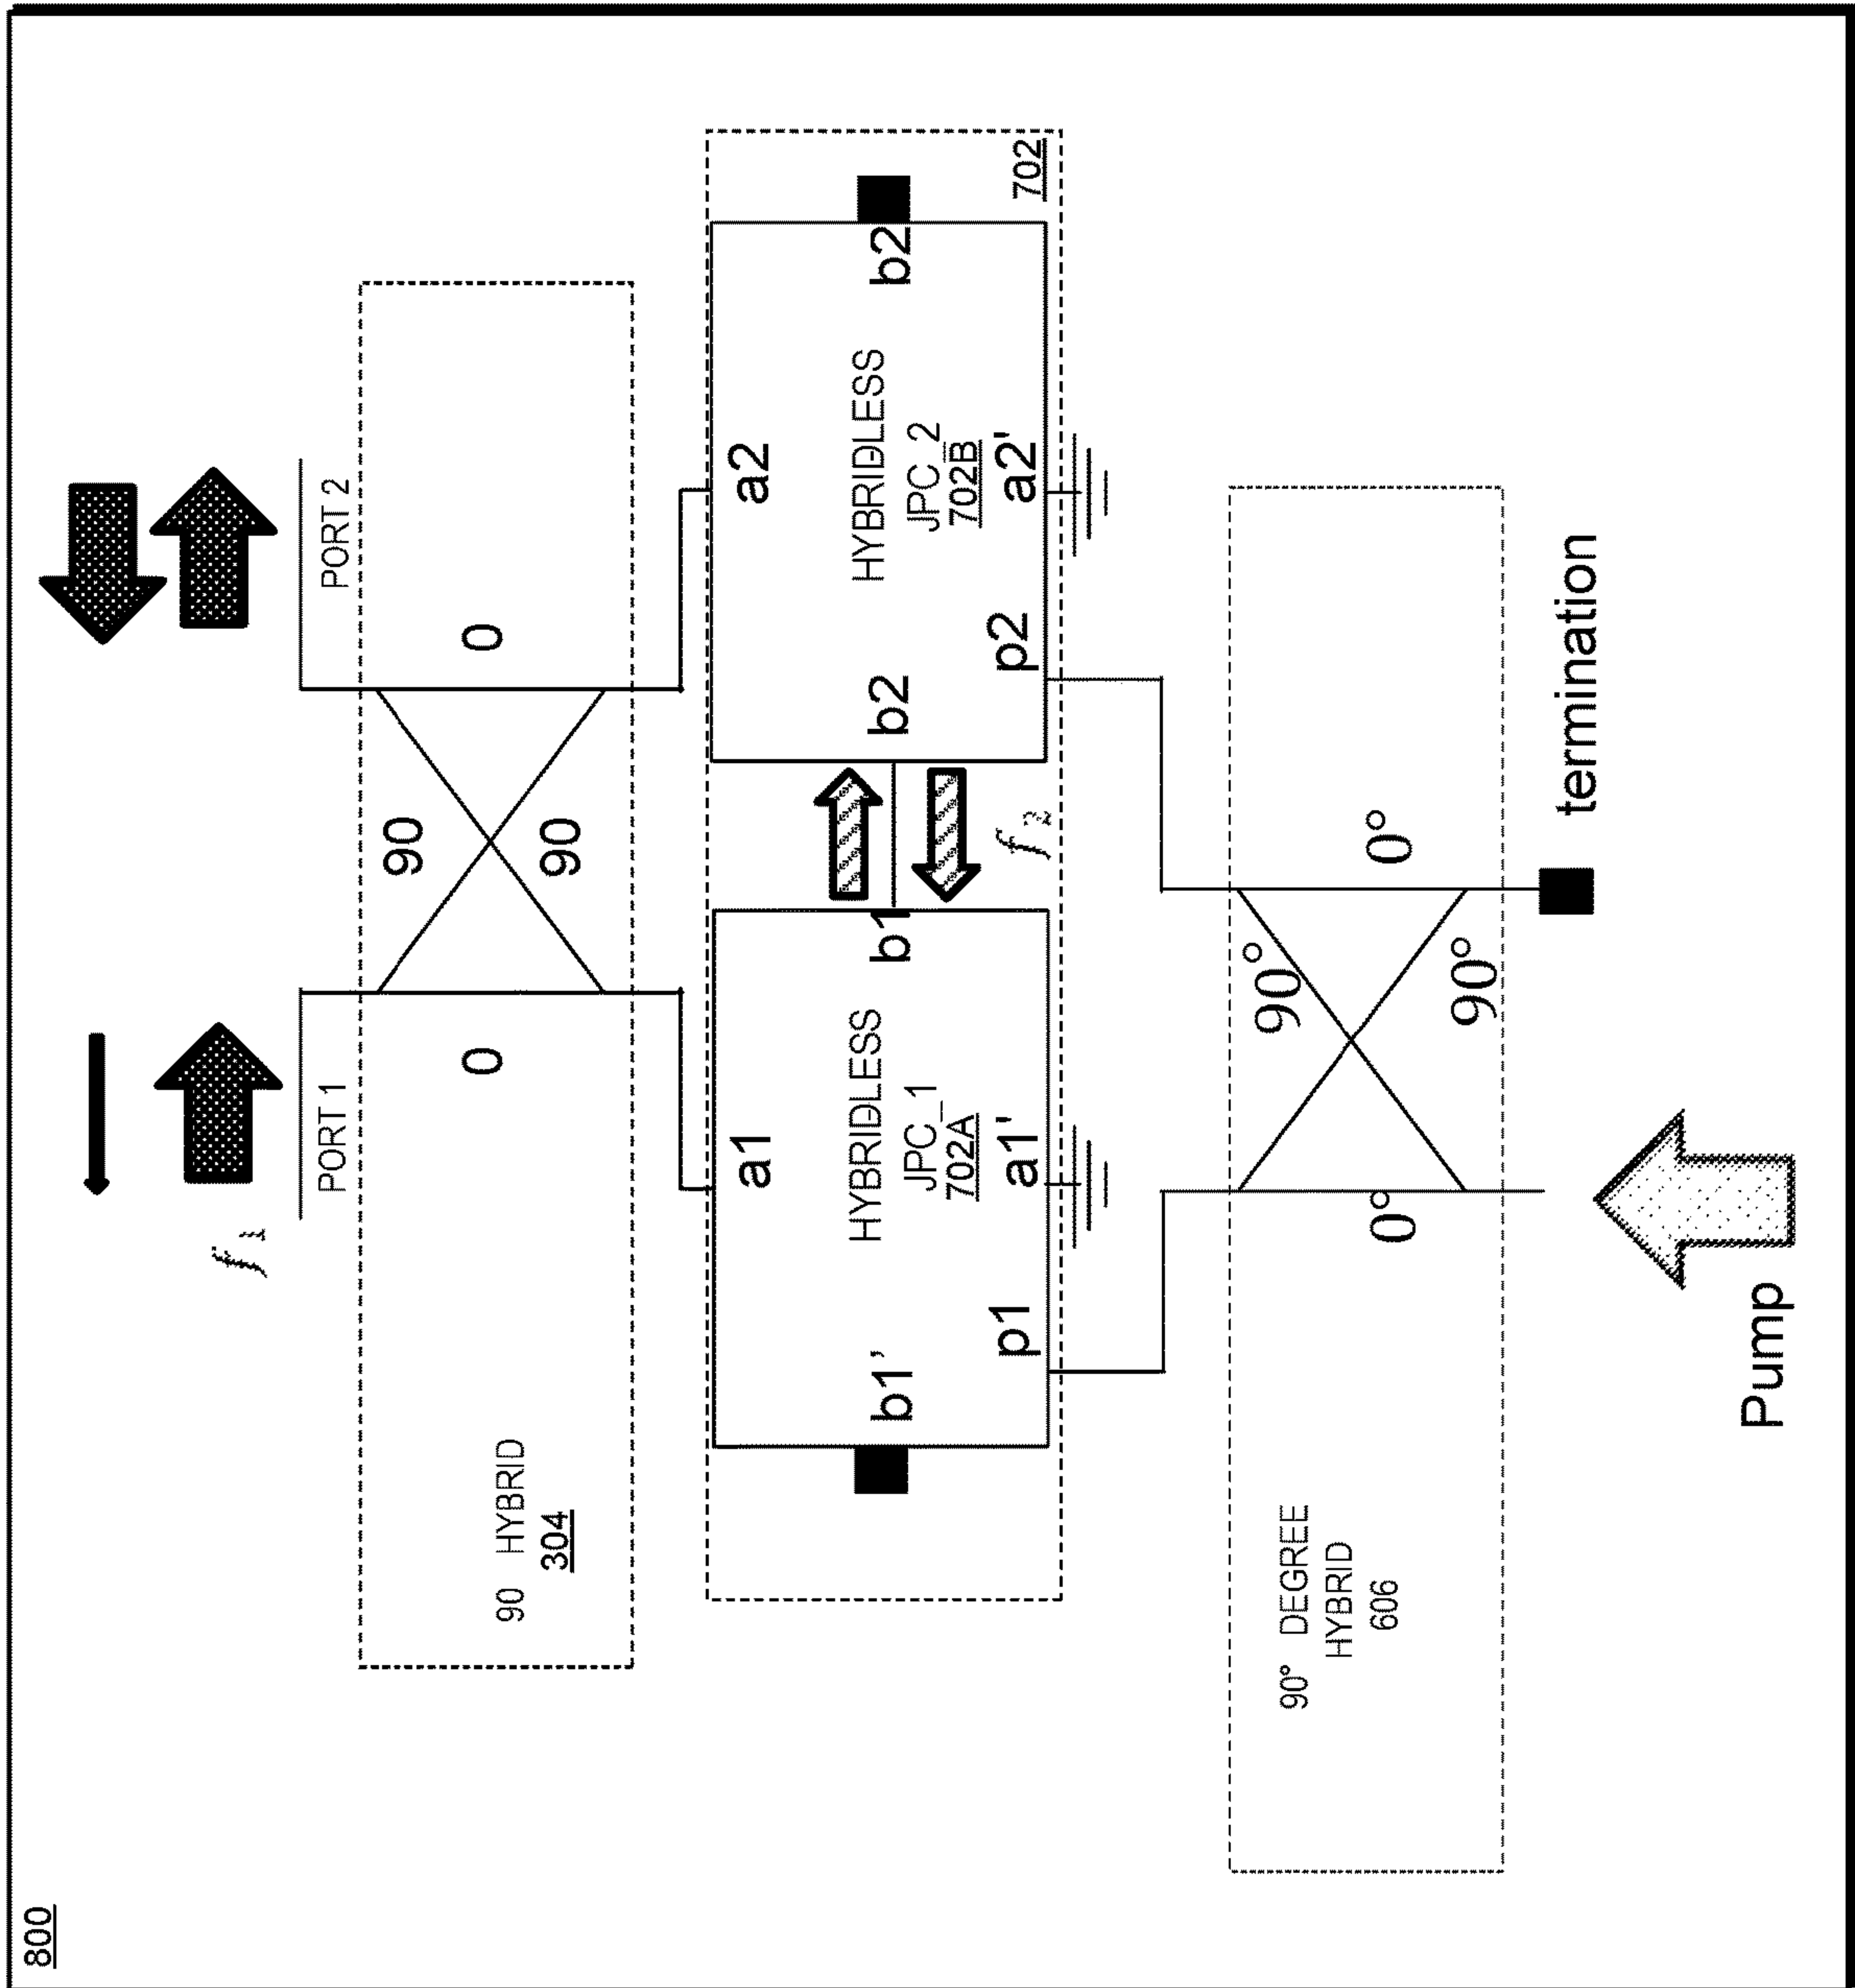 800
f₁
PORT 1
PORT 2
90
90 HYBRID
304
0
0
90
a1
a2
b1’
HYBRIDLESS
JPC_1
702A
b1
b2
HYBRIDLESS
JPC_2
702B
b2
f₂
p1
a1'
p2
a2'
702
90° DEGREE
HYBRID
606
90°
0°
0°
90°
termination
Pump